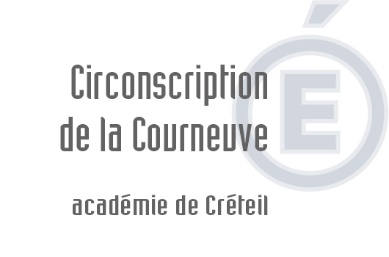 Circonscription
de la Courneuve
É
académie de Créteil